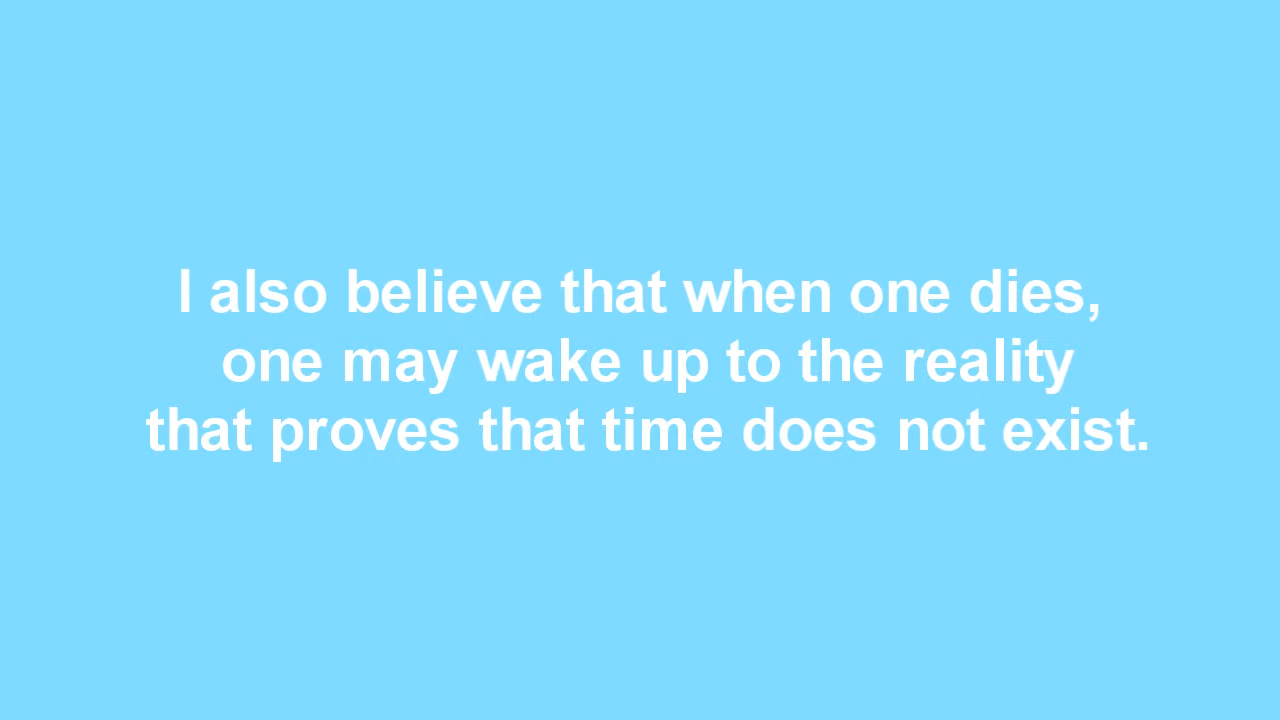 I also believe that when one dies,
one may wake up to the reality
that proves that time does not exist.